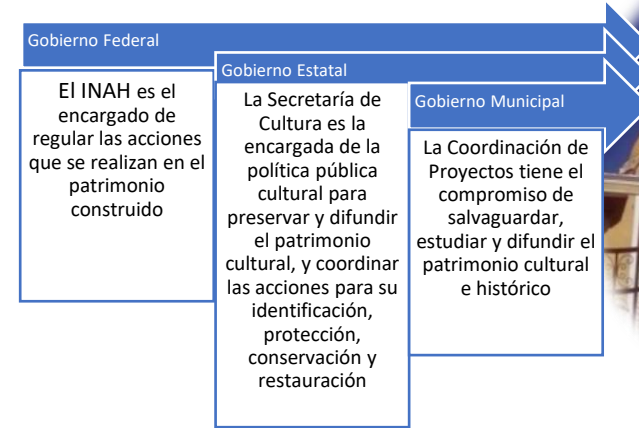 Gobierno Federal
El INAH es el
encargado de
regular las acciones
que se realizan en el
patrimonio
construido
Gobierno Estatal
La Secretaría de
Cultura es la
encargada de la
política pública
cultural para
preservar y difundir
el patrimonio
cultural, y coordinar
las acciones para su
identificación,
protección,
conservación y
restauración
Gobierno Municipal
La Coordinación de
Proyectos tiene el
compromiso de
salvaguardar,
estudiar y difundir el
patrimonio cultural
e histórico